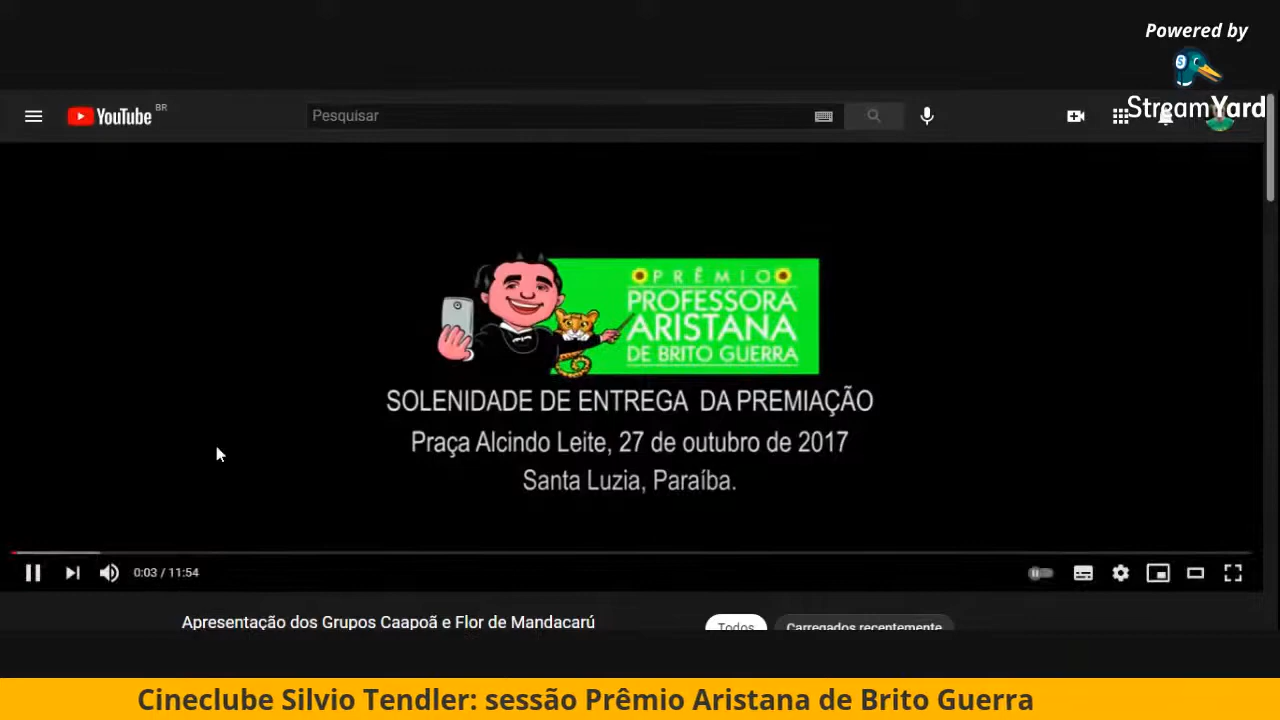 Powered by
StreamYard
YouTube BR
Pesquisar
PRÊMIO
PROFESSORA
ARISTANA
DE BRITO GUERRA
SOLENIDADE DE ENTREGA DA PREMIAÇÃO
Praça Alcindo Leite, 27 de outubro de 2017
Santa Luzia, Paraíba.
0:03 / 11:54
Apresentação dos Grupos Caapoã e Flor de Mandacarú
Todos
Carregados recentemente
Cineclube Silvio Tendler: sessão Prêmio Aristana de Brito Guerra